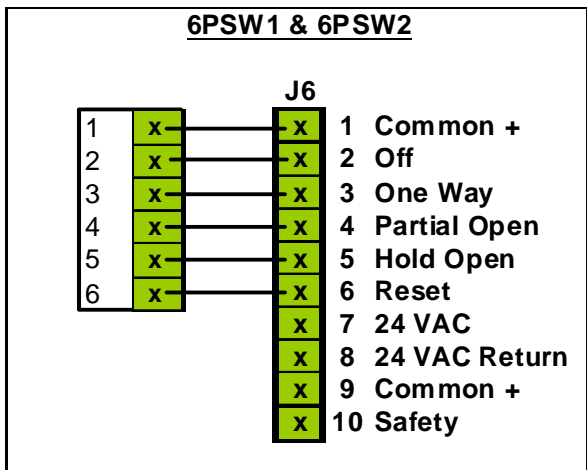 6PSW1 & 6PSW2
J6
1 x x 1 Common +
2 x x 2 Off
3 x x 3 One Way
4 x x 4 Partial Open
5 x x 5 Hold Open
6 x x 6 Reset
x 7 24 VAC
x 8 24 VAC Return
x 9 Common +
x 10 Safety